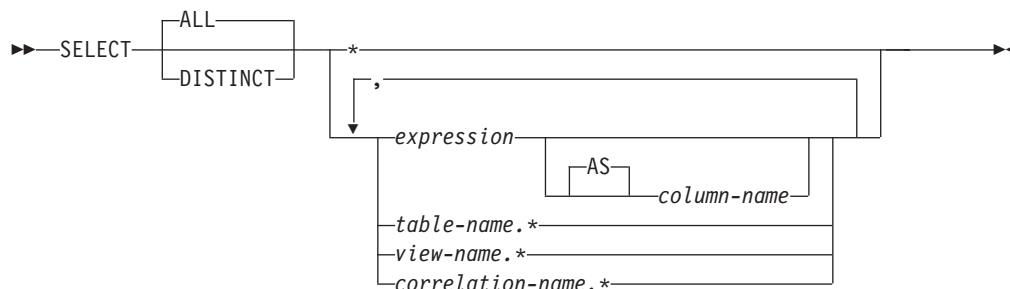 ALL
SELECT *
DISTINCT ,
expression
AS
column-name
table-name.*
view-name.*
correlation-name.*